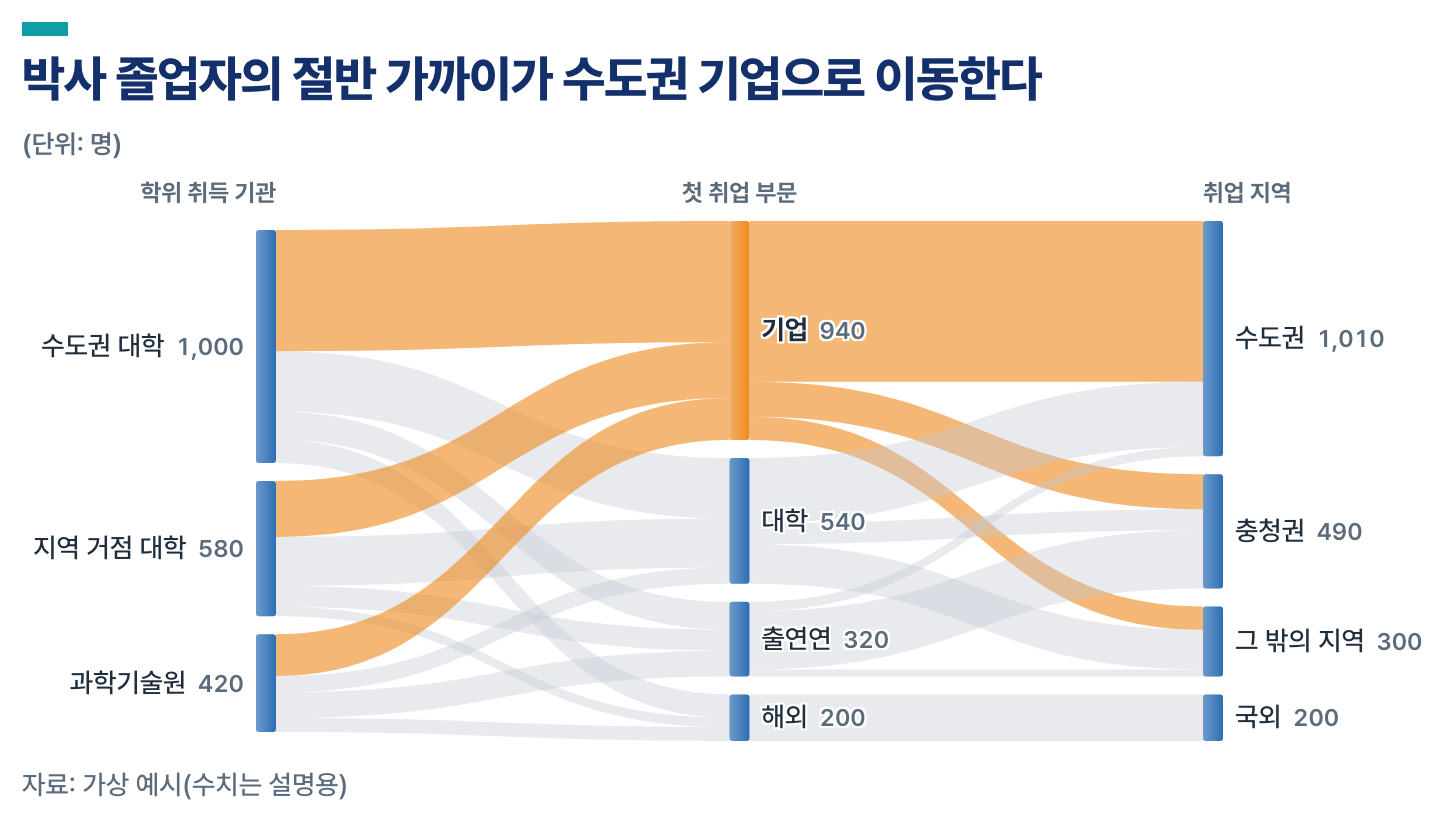 박사 졸업자의 절반 가까이가 수도권 기업으로 이동한다
(단위: 명)
학위 취득 기관
첫 취업 부문
취업 지역
수도권 대학 1,000
지역 거점 대학 580
과학기술원 420
기업 940
대학 540
출연연 320
해외 200
수도권 1,010
충청권 490
그 밖의 지역 300
국외 200
자료: 가상 예시(수치는 설명용)